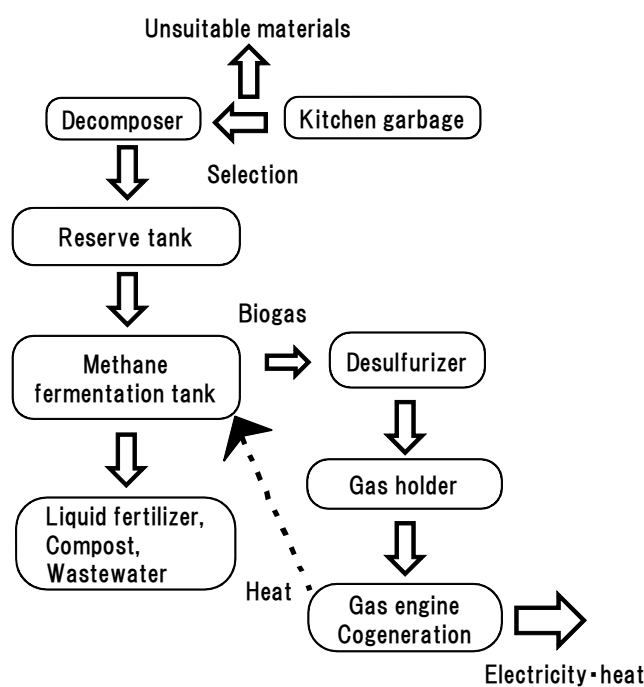 Unsuitable materials
Decomposer
Kitchen garbage
Selection
Reserve tank
Biogas
Methane
fermentation tank
Desulfurizer
Gas holder
Liquid fertilizer,
Compost,
Wastewater
Heat
Gas engine
Cogeneration
Electricity・heat